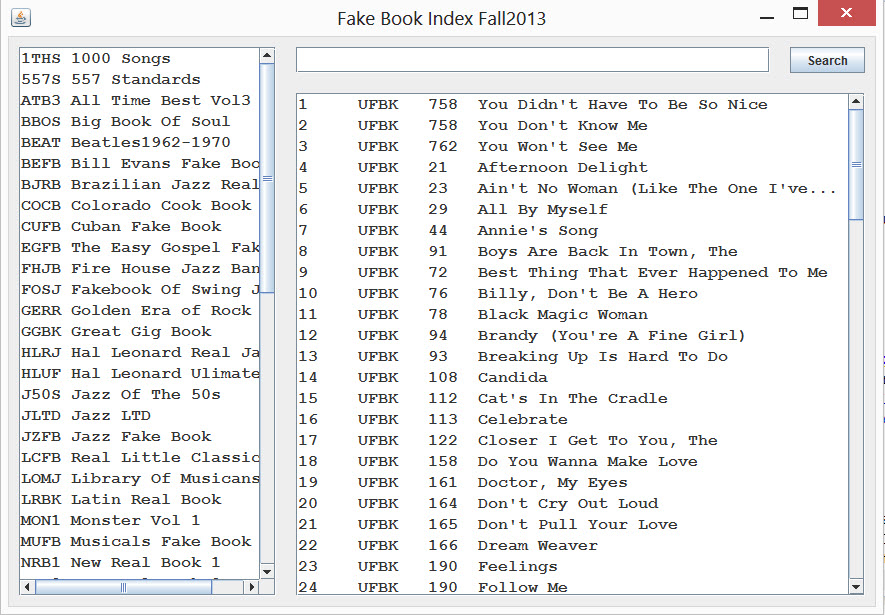 Fake Book Index Fall2013
Search
1THS 1000 Songs
557S 557 Standards
ATB3 All Time Best Vol3
BBOS Big Book Of Soul
BEAT Beatles1962-1970
BEFB Bill Evans Fake Boo
BJRB Brazilian Jazz Real
COCB Colorado Cook Book
CUFB Cuban Fake Book
EGFB The Easy Gospel Fak
FHJB Fire House Jazz Ban
FOSJ Fakebook Of Swing J
GERR Golden Era of Rock
GGBK Great Gig Book
HLRJ Hal Leonard Real Ja
HLUF Hal Leonard Ulimate
J50S Jazz Of The 50s
JLTD Jazz LTD
JZFB Jazz Fake Book
LCFB Real Little Classic
LOMJ Library Of Musicans
LRBK Latin Real Book
MON1 Monster Vol 1
MUFB Musicals Fake Book
NRB1 New Real Book 1
1 UFBK 758 You Didn't Have To Be So Nice
2 UFBK 758 You Don't Know Me
3 UFBK 762 You Won't See Me
4 UFBK 21 Afternoon Delight
5 UFBK 23 Ain't No Woman (Like The One I've...
6 UFBK 29 All By Myself
7 UFBK 44 Annie's Song
8 UFBK 91 Boys Are Back In Town, The
9 UFBK 72 Best Thing That Ever Happened To Me
10 UFBK 76 Billy, Don't Be A Hero
11 UFBK 78 Black Magic Woman
12 UFBK 94 Brandy (You're A Fine Girl)
13 UFBK 93 Breaking Up Is Hard To Do
14 UFBK 108 Candida
15 UFBK 112 Cat's In The Cradle
16 UFBK 113 Celebrate
17 UFBK 122 Closer I Get To You, The
18 UFBK 158 Do You Wanna Make Love
19 UFBK 161 Doctor, My Eyes
20 UFBK 164 Don't Cry Out Loud
21 UFBK 165 Don't Pull Your Love
22 UFBK 166 Dream Weaver
23 UFBK 190 Feelings
24 UFBK 190 Follow Me